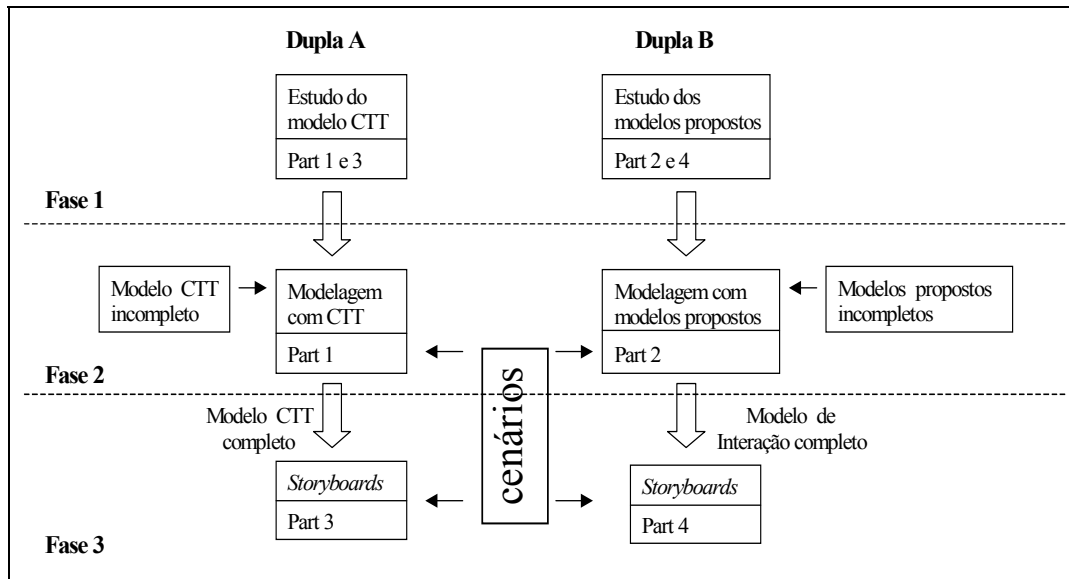 Dupla A
Dupla B
Estudo do
modelo CTT
Part 1 e 3
Estudo dos
modelos propostos
Part 2 e 4
Fase 1
Modelo CTT
incompleto
Modelagem
com CTT
Part 1
Modelagem com
modelos propostos
Part 2
Modelos propostos
incompletos
Fase 2
cenários
Modelo CTT
completo
Modelo de
Interação completo
Storyboards
Part 3
Storyboards
Part 4
Fase 3